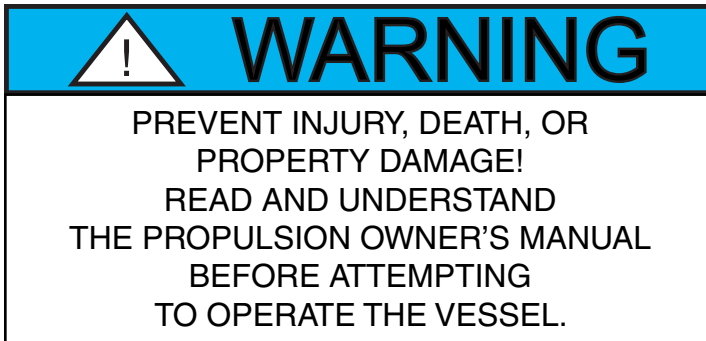 ! WARNING
PREVENT INJURY, DEATH, OR
PROPERTY DAMAGE!
READ AND UNDERSTAND
THE PROPULSION OWNER’S MANUAL
BEFORE ATTEMPTING
TO OPERATE THE VESSEL.